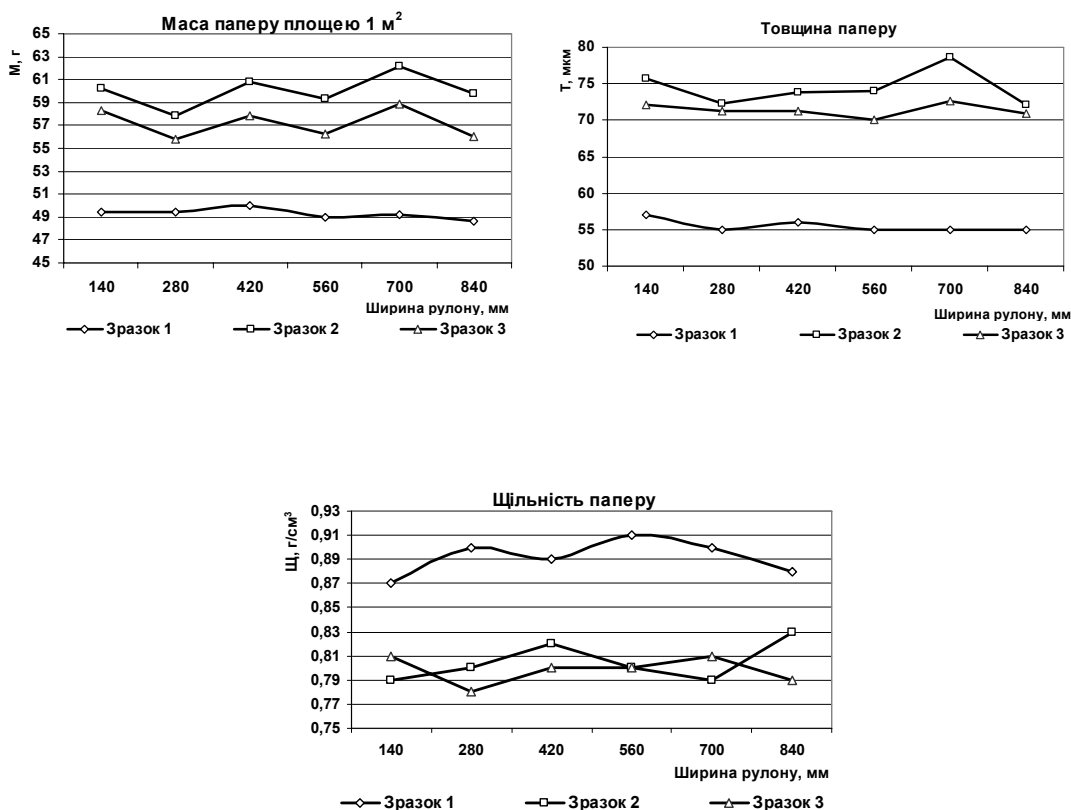 Маса паперу площею 1 м²
М, г
65
63
61
59
57
55
53
51
49
47
45
140 280 420 560 700 840
Ширина рулону, мм
Зразок 1 Зразок 2 Зразок 3
Товщина паперу
Т, мкм
80
75
70
65
60
55
50
140 280 420 560 700 840
Ширина рулону, мм
Зразок 1 Зразок 2 Зразок 3
Щільність паперу
Щ, г/см³
0,93
0,91
0,89
0,87
0,85
0,83
0,81
0,79
0,77
0,75
140 280 420 560 700 840
Ширина рулону, мм
Зразок 1 Зразок 2 Зразок 3